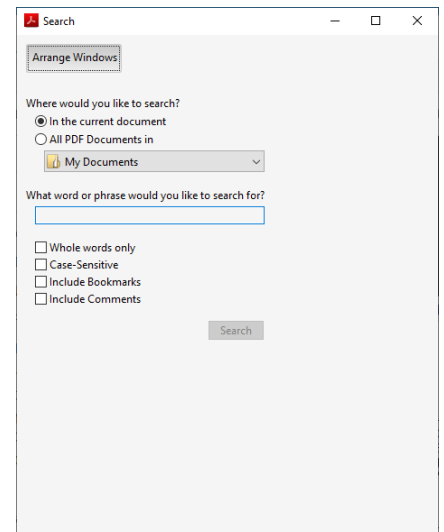 Search
Arrange Windows
Where would you like to search?
In the current document
All PDF Documents in
My Documents
What word or phrase would you like to search for?
Whole words only
Case-Sensitive
Include Bookmarks
Include Comments
Search